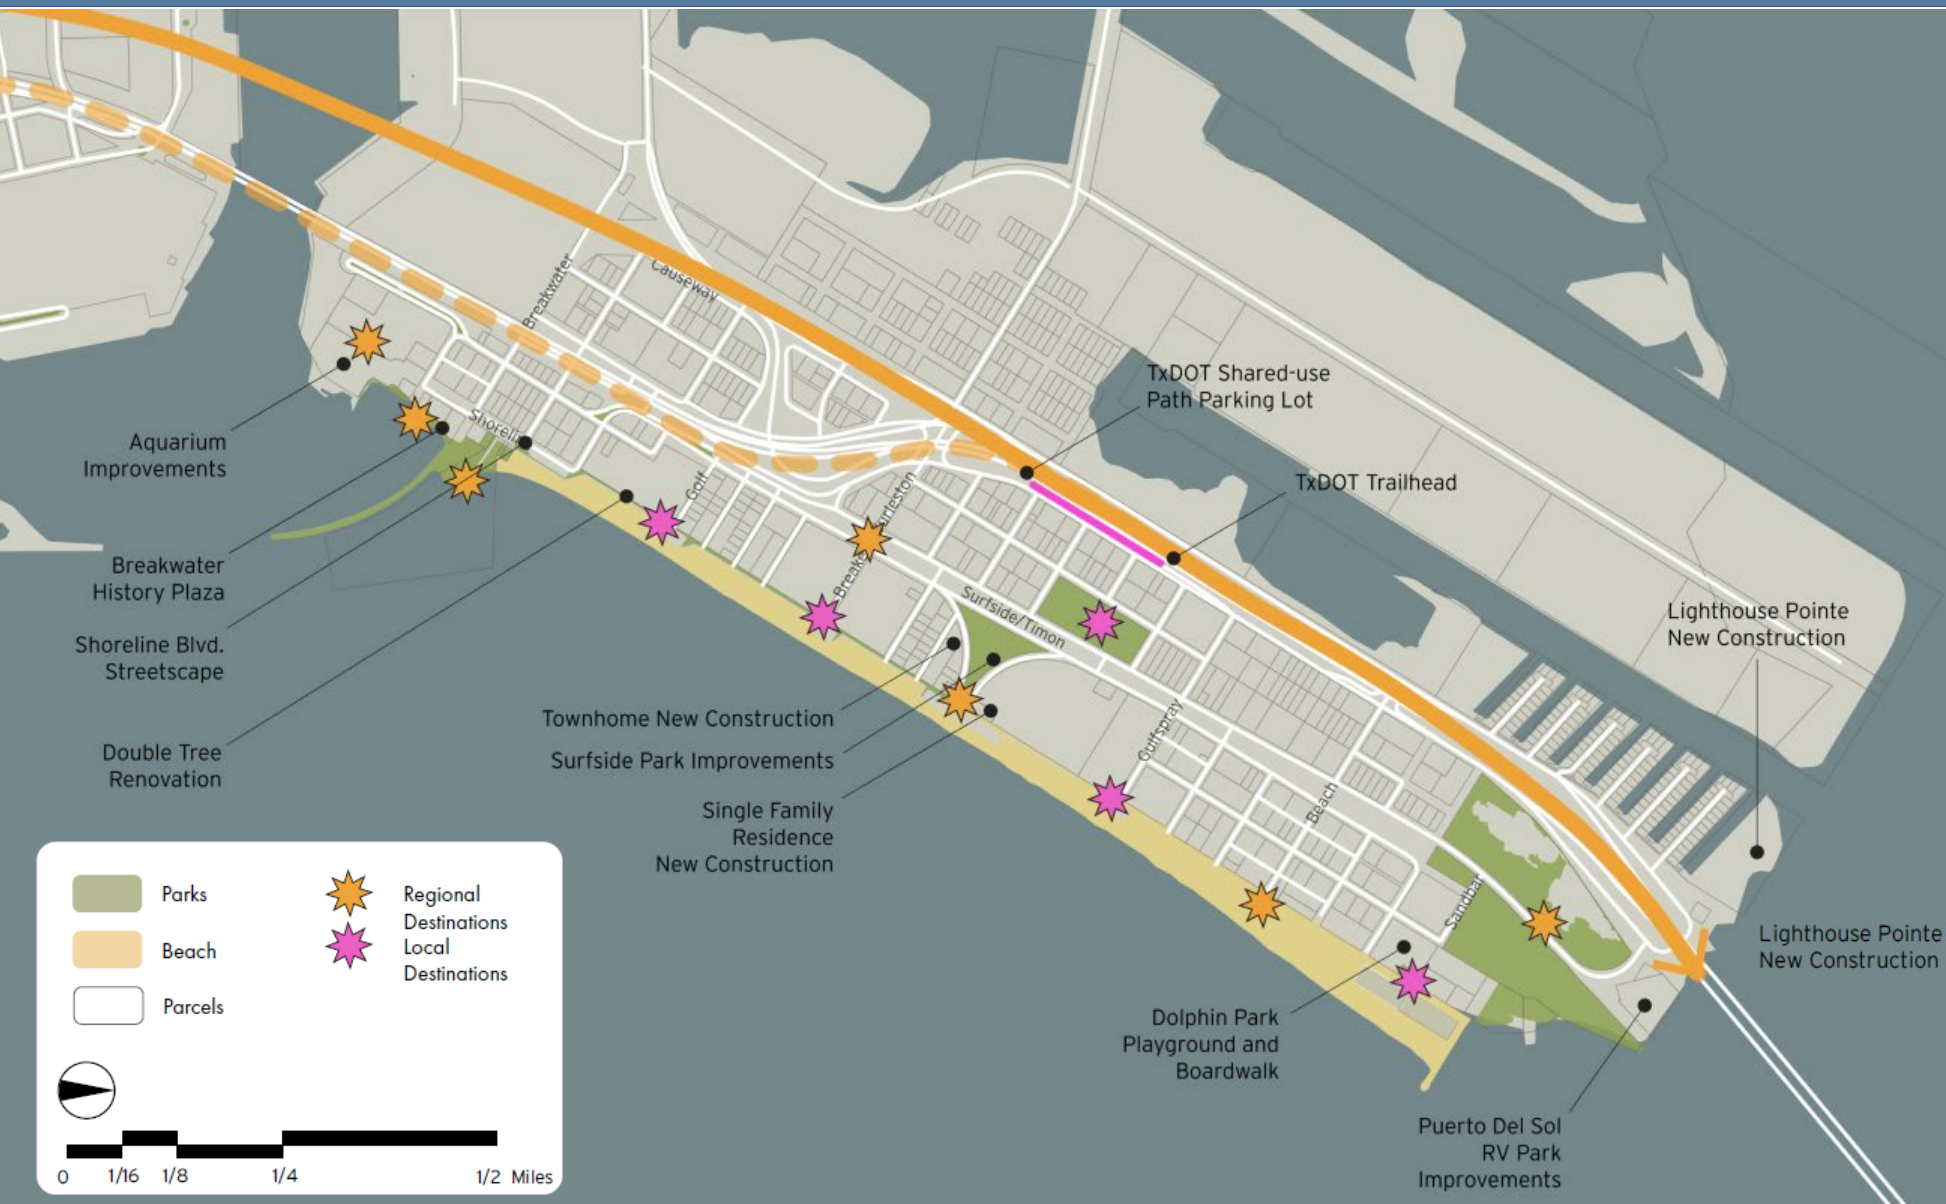 Breakwater
Causeway
TxDOT Shared-use
Path Parking Lot
Shoreline
Aquarium
Improvements
Golf
TxDOT Trailhead
Breakwater
History Plaza
Surfside/Timon
Lighthouse Pointe
New Construction
Shoreline Blvd.
Streetscape
Townhome New Construction
Gulfspray
Double Tree
Renovation
Surfside Park Improvements
Single Family
Residence
New Construction
Beach
Sandbar
Lighthouse Pointe
New Construction
Dolphin Park
Playground and
Boardwalk
Puerto Del Sol
RV Park
Improvements
Parks
Beach
Parcels
Regional
Destinations
Local
Destinations
0 1/16 1/8 1/4 1/2 Miles